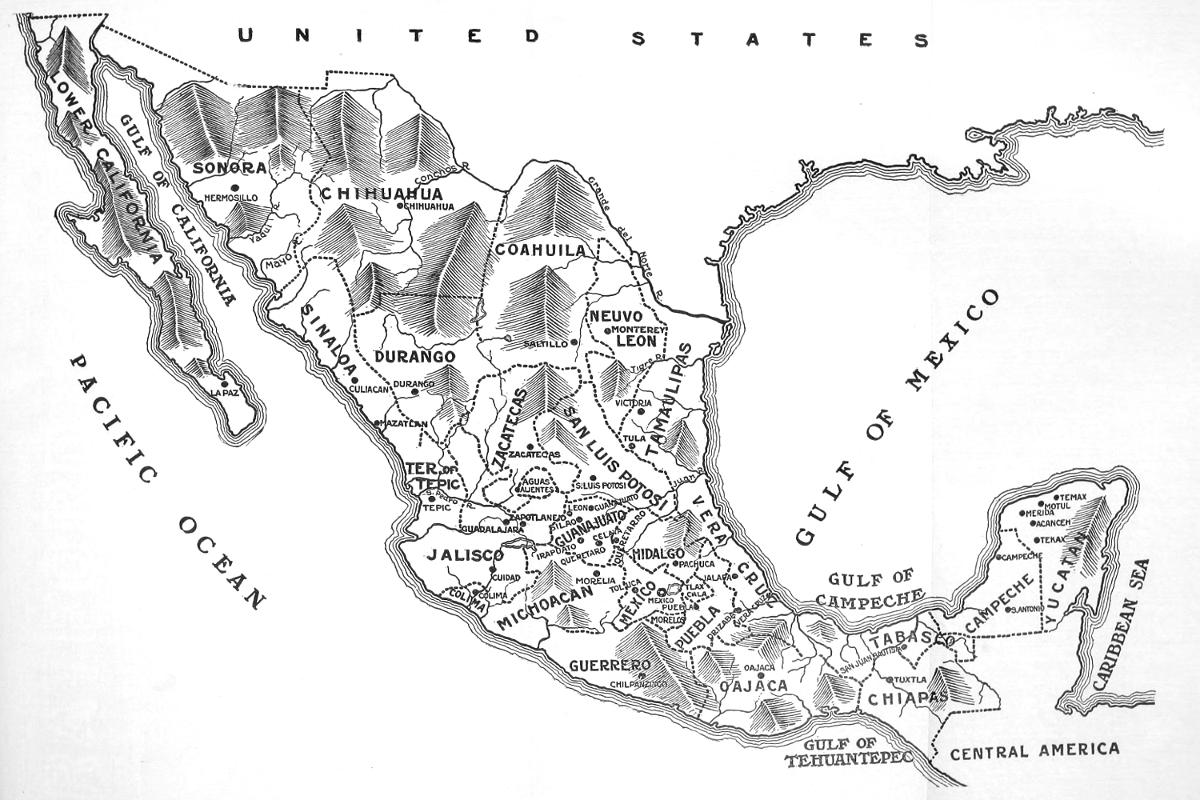 UNITED STATES
LOWER CALIFORNIA
GULF OF CALIFORNIA
SONORA
HERMOSILLO
Yaqui R.
Mayo R.
CHIHUAHUA
CHIHUAHUA
Conchos R.
COAHUILA
Grande del Norte R.
SALTILLO
NEUVO
LEON
MONTEREY
SINALOA
CULIACAN
MAZATLAN
DURANGO
DURANGO
LA PAZ
PACIFIC OCEAN
GULF OF MEXICO
Tigre R.
TAMAULIPAS
VICTORIA
TULA
ZACATECAS
ZACATECAS
SAN LUIS POTOSI
S. LUIS POTOSI
AGUAS
CALIENTES
TER. OF
TEPIC
S. Pedro R.
TEPIC
Juan R.
VERA CRUZ
LEON
GUANAJUATO
SILAO
GUANAJUATO
ZAPOTLANEJO
GUADALAJARA
IRAPUATO
CELAYA
QUERETARO
QUERETARO
JALISCO
CUIDAD
COLIMA
COLIMA
MICHOACAN
MORELIA
HIDALGO
PACHUCA
TOLUCA
MEXICO
MEXICO
TLAX
CALA
JALAPA
PUEBLA
MORELOS
PUEBLA
ORIZABA
VERA CRUZ
GUERRERO
CHILPANZINGO
OAJACA
OAJACA
GULF OF
CAMPECHE
TABASCO
SAN JUAN BAUTISTA
TUXTLA
CHIAPAS
CAMPECHE
CAMPECHE
S. ANTONIO
YUCATAN
TEMAX
MOTUL
MERIDA
ACANCEH
TEKAX
CARIBBEAN SEA
GULF OF
TEHUANTEPEC
CENTRAL AMERICA